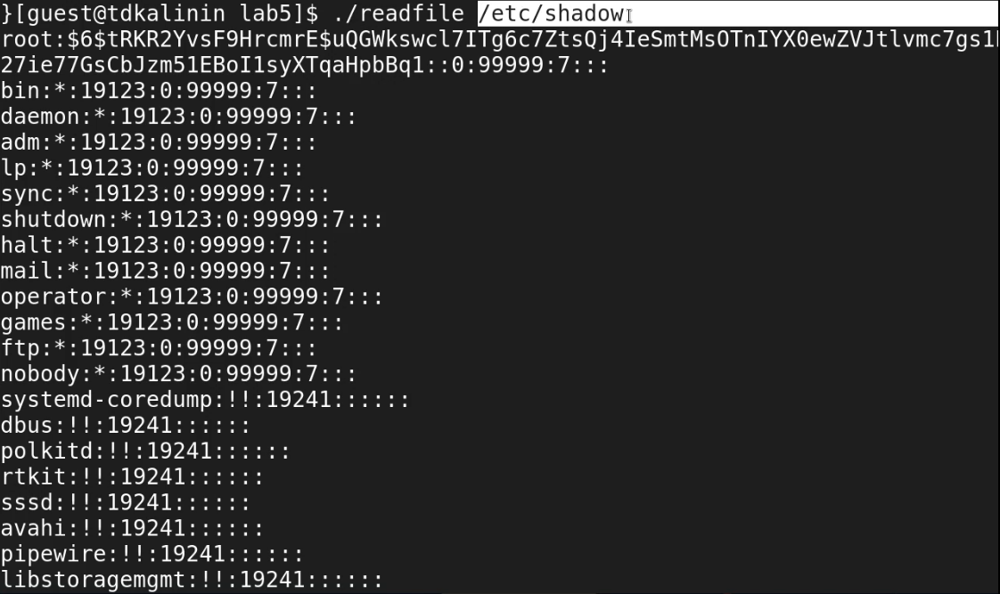 }[guest@tdkalinin lab5]$ ./readfile /etc/shadow
root:$6$tRKR2YvsF9HrcmrE$uQGWkswcl7ITg6c7ZtsQj4IeSmtMsOTnIYX0ewZVJtlvmc7gs1
27ie77GsCbJzm51EBoI1syXTqaHpbBq1::0:99999:7:::
bin:*:19123:0:99999:7:::
daemon:*:19123:0:99999:7:::
adm:*:19123:0:99999:7:::
lp:*:19123:0:99999:7:::
sync:*:19123:0:99999:7:::
shutdown:*:19123:0:99999:7:::
halt:*:19123:0:99999:7:::
mail:*:19123:0:99999:7:::
operator:*:19123:0:99999:7:::
games:*:19123:0:99999:7:::
ftp:*:19123:0:99999:7:::
nobody:*:19123:0:99999:7:::
systemd-coredump:!!:19241::::::
dbus:!!:19241::::::
polkitd:!!:19241::::::
rtkit:!!:19241::::::
sssd:!!:19241::::::
avahi:!!:19241::::::
pipewire:!!:19241::::::
libstoragemgmt:!!:19241::::::